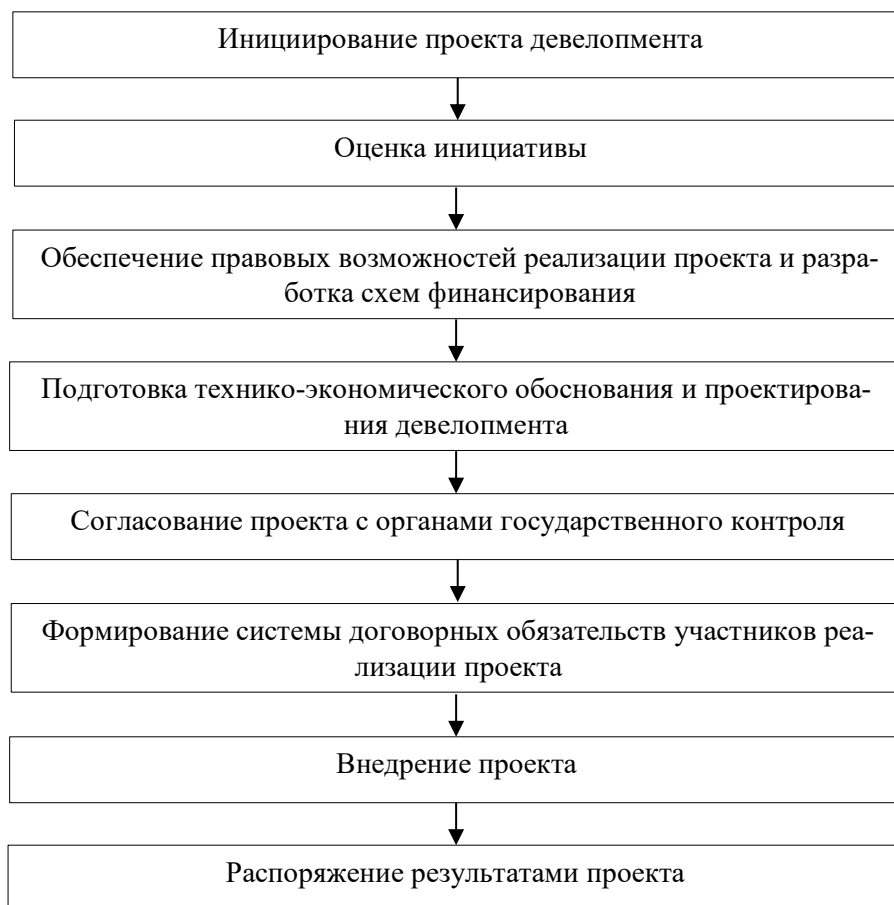 Инициирование проекта девелопмента
Оценка инициативы
Обеспечение правовых возможностей реализации проекта и разра-
ботка схем финансирования
Подготовка технико-экономического обоснования и проектирова-
ния девелопмента
Согласование проекта с органами государственного контроля
Формирование системы договорных обязательств участников реа-
лизации проекта
Внедрение проекта
Распоряжение результатами проекта